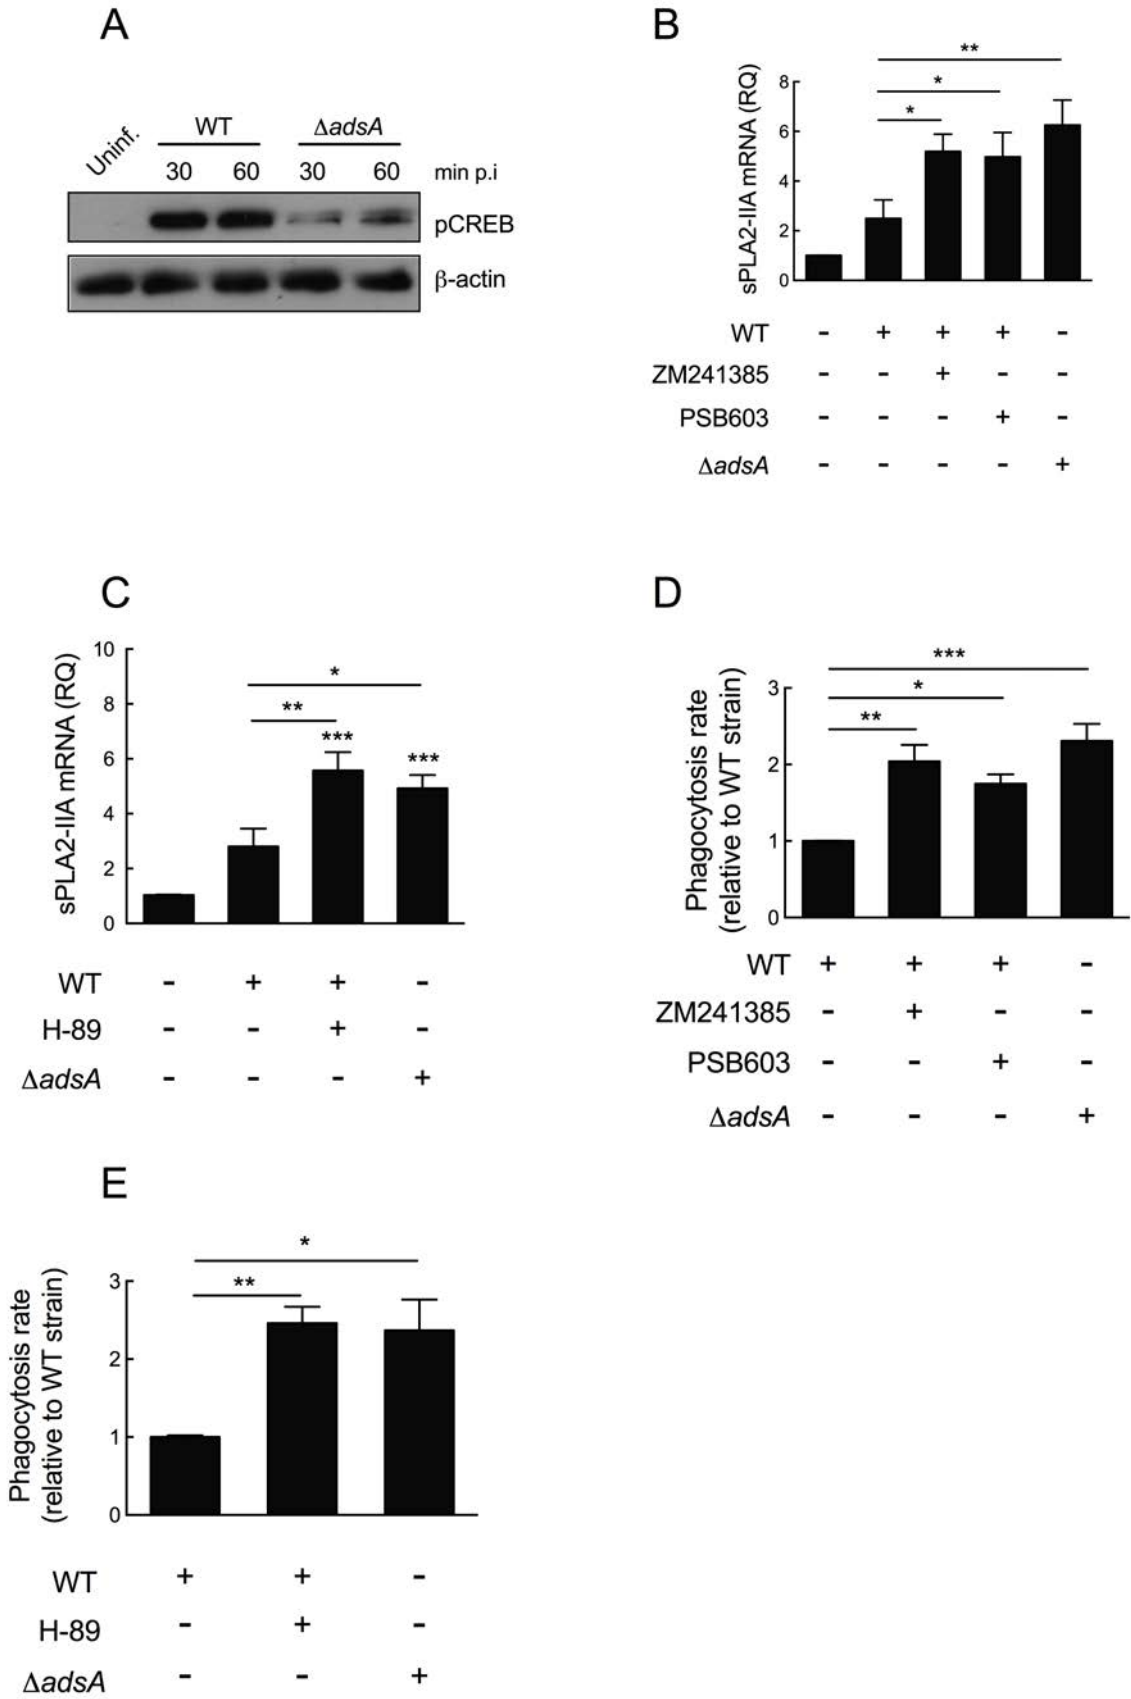 A
Uninf.
WT
ΔadsA
30 60 30 60 min p.i
pCREB
β-actin
B
sPLA2-IIA mRNA (RQ)
8
6
4
2
0
**
*
*
WT - + + + -
ZM241385 - - + - -
PSB603 - - - + -
ΔadsA - - - - +
C
sPLA2-IIA mRNA (RQ)
10
8
6
4
2
0
*
**
***
***
WT - + + -
H-89 - - + -
ΔadsA - - - +
D
Phagocytosis rate
(relative to WT strain)
3
2
1
0
***
*
**
WT + + + -
ZM241385 - + - -
PSB603 - - + -
ΔadsA - - - +
E
Phagocytosis rate
(relative to WT strain)
3
2
1
0
*
**
WT + + -
H-89 - + -
ΔadsA - - +